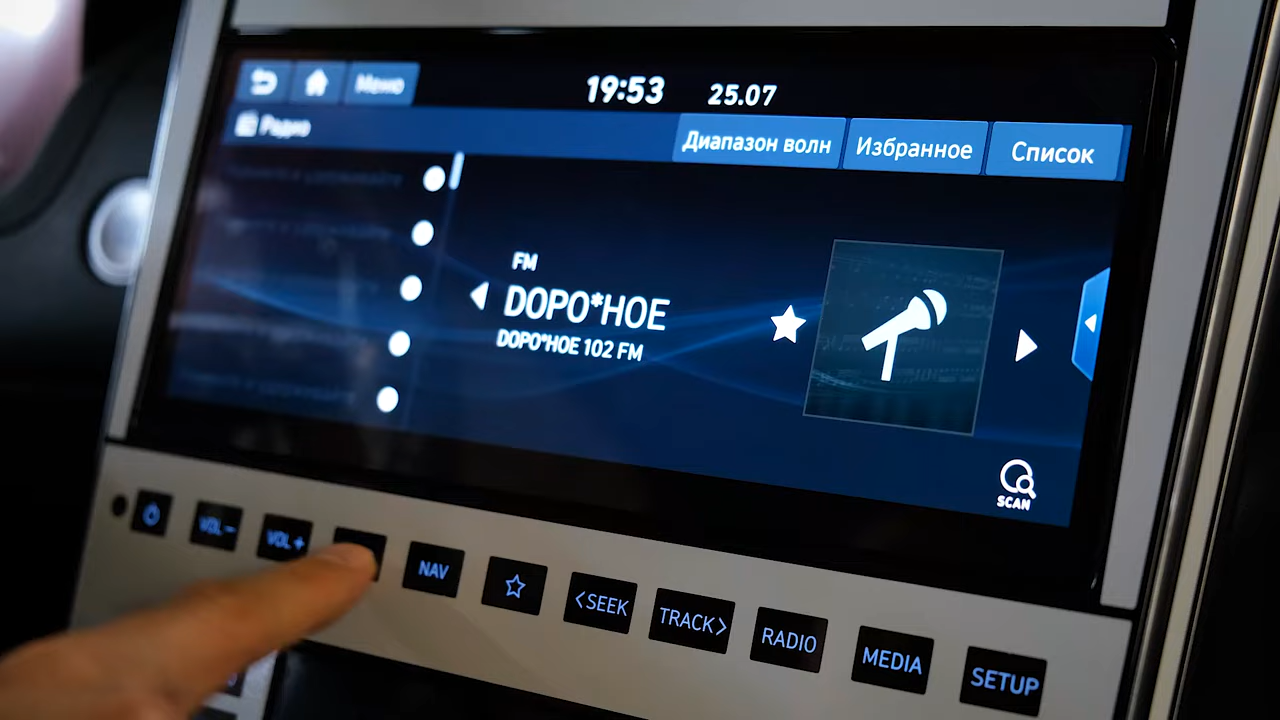 Меню
19:53 25.07
Радио
Диапазон волн
Избранное
Список
FM
DOPO*HOE
DOPO*HOE 102 FM
SCAN
VOL −
VOL +
NAV
<SEEK
TRACK>
RADIO
MEDIA
SETUP